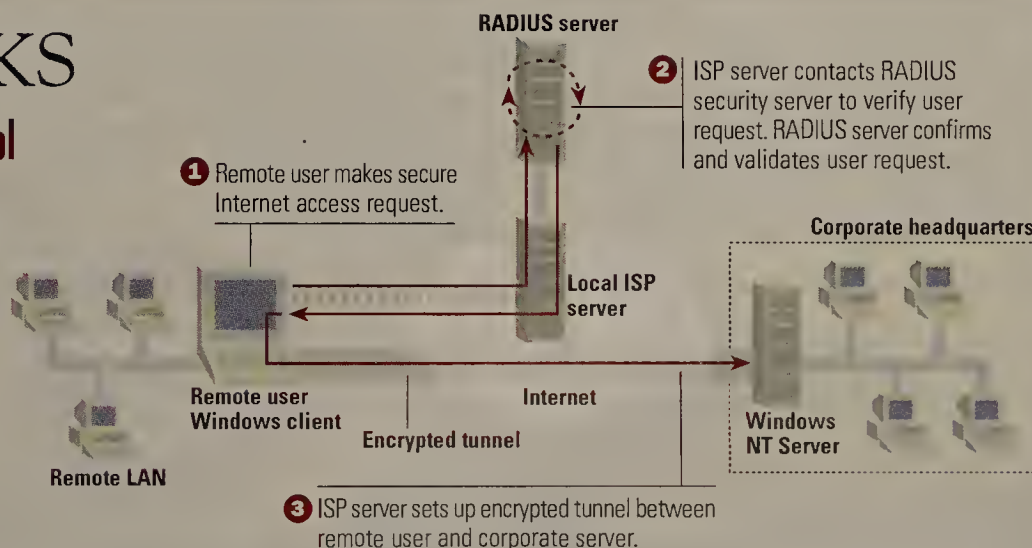 RADIUS server
KS
2 ISP server contacts RADIUS
security server to verify user
request. RADIUS server confirms
and validates user request.
1 Remote user makes secure
Internet access request.
Corporate headquarters
Local ISP
server
Remote user
Windows client
Internet
Encrypted tunnel
Windows
NT Server
Remote LAN
3 ISP server sets up encrypted tunnel between
remote user and corporate server.